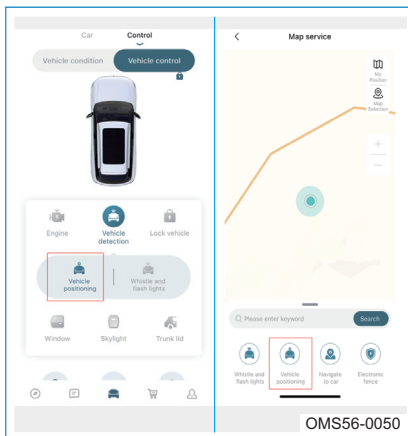 Car
Control
Vehicle condition
Vehicle control
Engine
Vehicle
detection
Lock vehicle
Vehicle
positioning
Whistle and
flash lights
Window
Skylight
Trunk lid
Map service
My
Position
Map
Selection
Please enter keyword
Search
Whistle and
flash lights
Vehicle
positioning
Navigate
to car
Electronic
fence
OMS56-0050